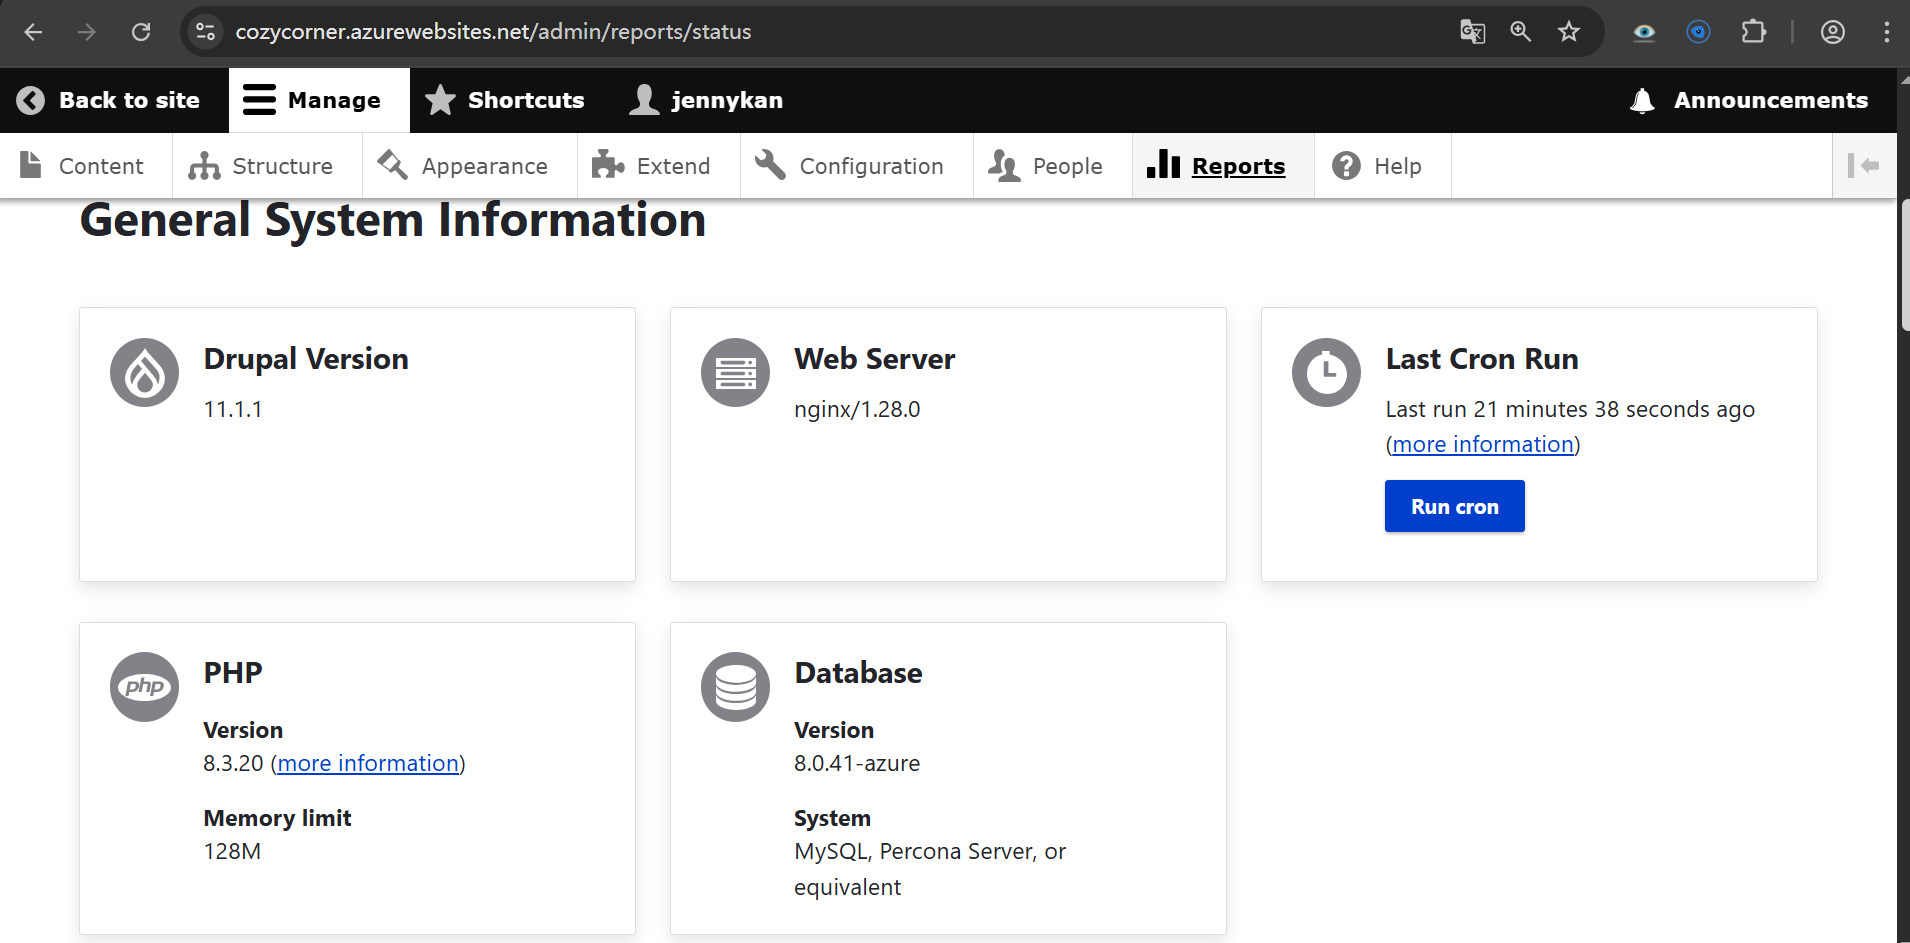 cozycorner.azurewebsites.net/admin/reports/status
Back to site Manage Shortcuts jennykan Announcements
Content Structure Appearance Extend Configuration People Reports Help
General System Information
Drupal Version
11.1.1
Web Server
nginx/1.28.0
Last Cron Run
Last run 21 minutes 38 seconds ago
(more information)
Run cron
php
PHP
Version
8.3.20 (more information)
Memory limit
128M
Database
Version
8.0.41-azure
System
MySQL, Percona Server, or
equivalent